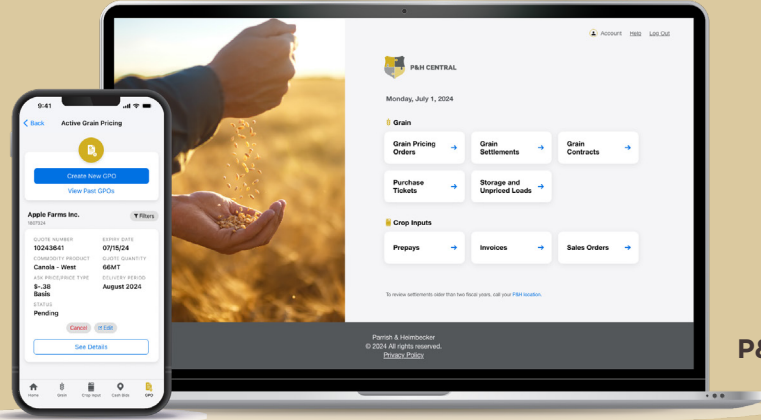 9:41
Back Active Grain Pricing
Create New GPO
View Past GPOs
Apple Farms Inc.
Filters
1807924
QUOTE NUMBER EXPIRY DATE
10243641 07/15/24
COMMODITY PRODUCT QUOTE QUANTITY
Canola - West 66MT
ASK PRICE/PRICE TYPE DELIVERY PERIOD
$-.38 August 2024
Basis
STATUS
Pending
Cancel Edit
See Details
Home Grain Crop Input Cash Bids GPO
Account Help Log Out
P&H CENTRAL
Monday, July 1, 2024
Grain
Grain Pricing Orders
Grain Settlements
Grain Contracts
Purchase Tickets
Storage and Unpriced Loads
Crop Inputs
Prepays
Invoices
Sales Orders
To review settlements older than two fiscal years, call your P&H location.
Parrish & Heimbecker
© 2024 All rights reserved.
Privacy Policy
P&